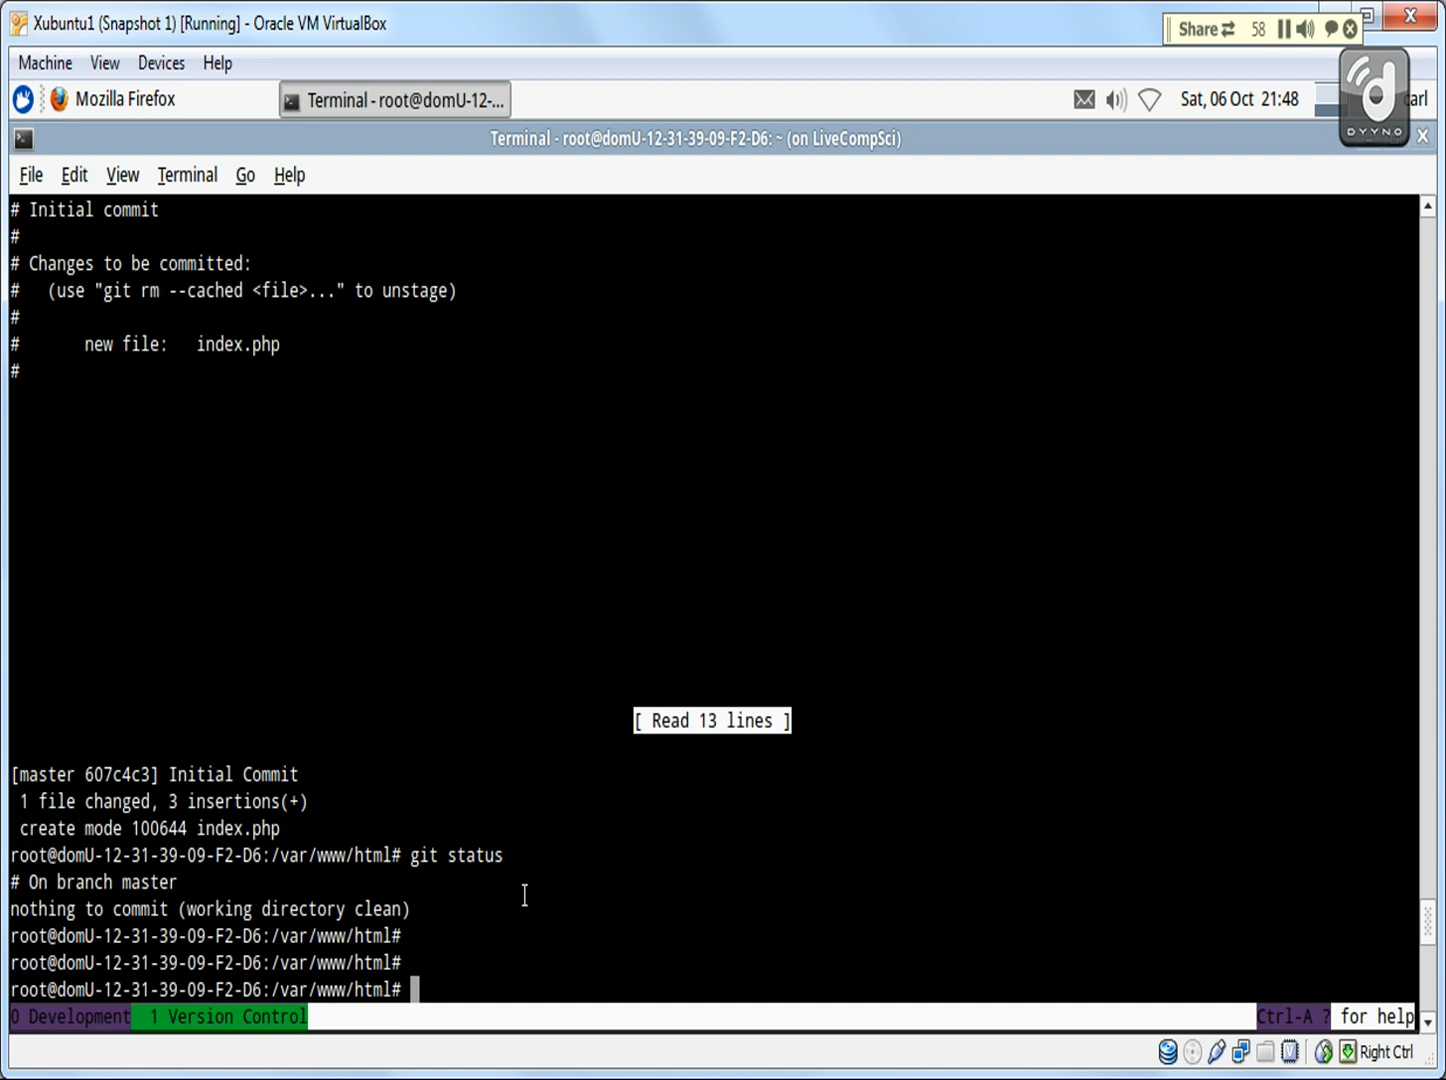 Xubuntu1 (Snapshot 1) [Running] - Oracle VM VirtualBox
Share 58
Machine View Devices Help
Mozilla Firefox
Terminal - root@domU-12-...
Sat, 06 Oct 21:48
arl
DYYNO
Terminal - root@domU-12-31-39-09-F2-D6: ~ (on LiveCompSci)
File Edit View Terminal Go Help
# Initial commit
#
# Changes to be committed:
#   (use "git rm --cached <file>..." to unstage)
#
#       new file:   index.php
#
[ Read 13 lines ]
[master 607c4c3] Initial Commit
 1 file changed, 3 insertions(+)
 create mode 100644 index.php
root@domU-12-31-39-09-F2-D6:/var/www/html# git status
# On branch master
nothing to commit (working directory clean)
root@domU-12-31-39-09-F2-D6:/var/www/html#
root@domU-12-31-39-09-F2-D6:/var/www/html#
root@domU-12-31-39-09-F2-D6:/var/www/html#
0 Development  1 Version Control
Ctrl-A ? for help
Right Ctrl